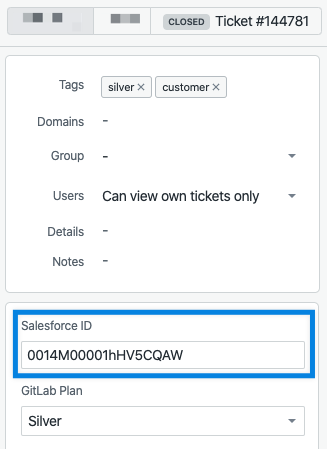 CLOSED Ticket #144781
Tags silver × customer ×
Domains -
Group -
Users Can view own tickets only
Details -
Notes -
Salesforce ID
0014M00001hHV5CQAW
GitLab Plan
Silver